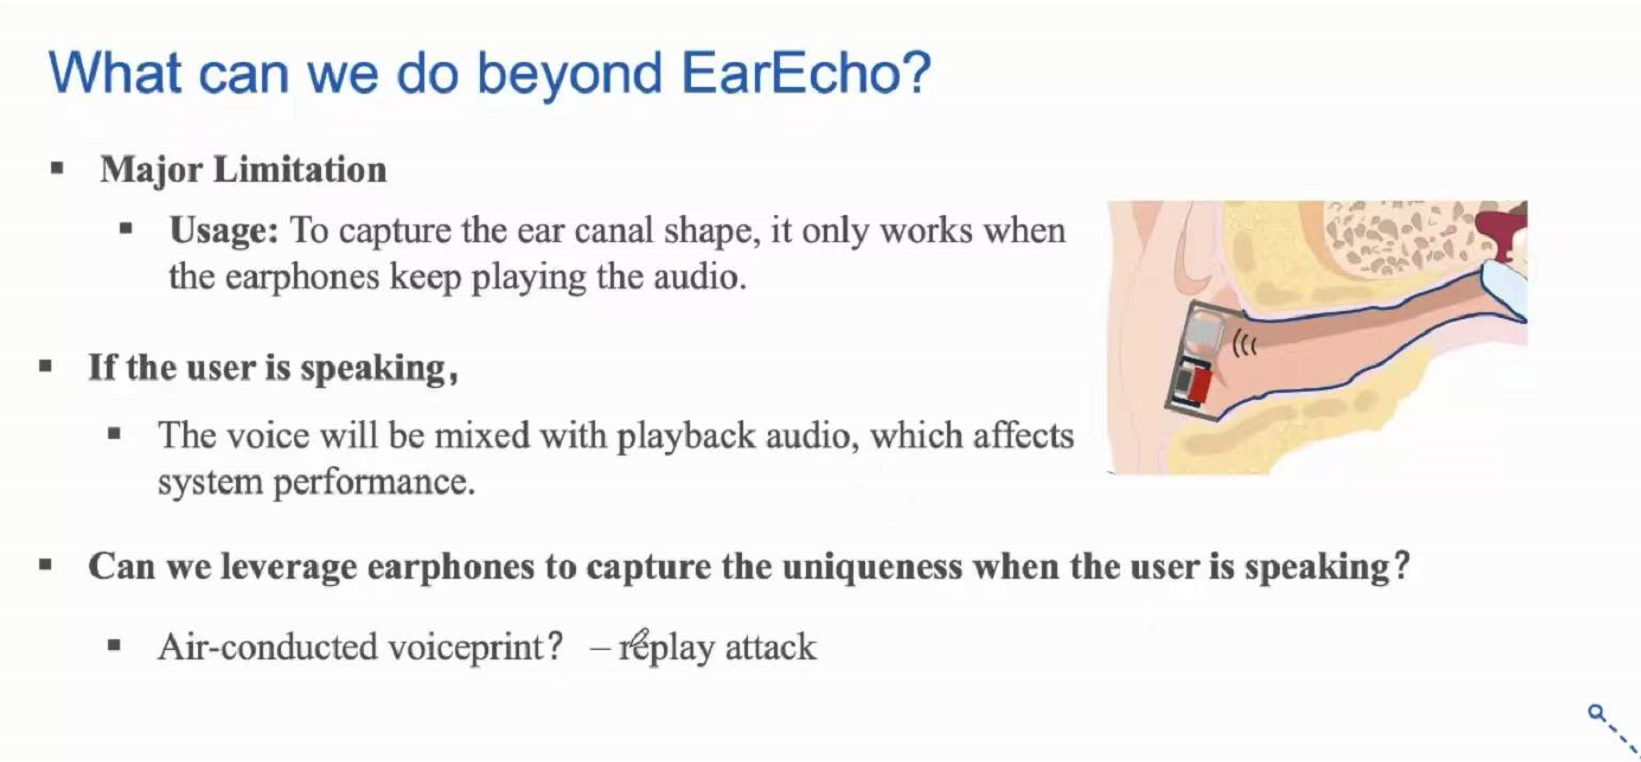 What can we do beyond EarEcho?
▪ Major Limitation
▪ Usage: To capture the ear canal shape, it only works when
the earphones keep playing the audio.
▪ If the user is speaking,
▪ The voice will be mixed with playback audio, which affects
system performance.
▪ Can we leverage earphones to capture the uniqueness when the user is speaking?
▪ Air-conducted voiceprint? – replay attack